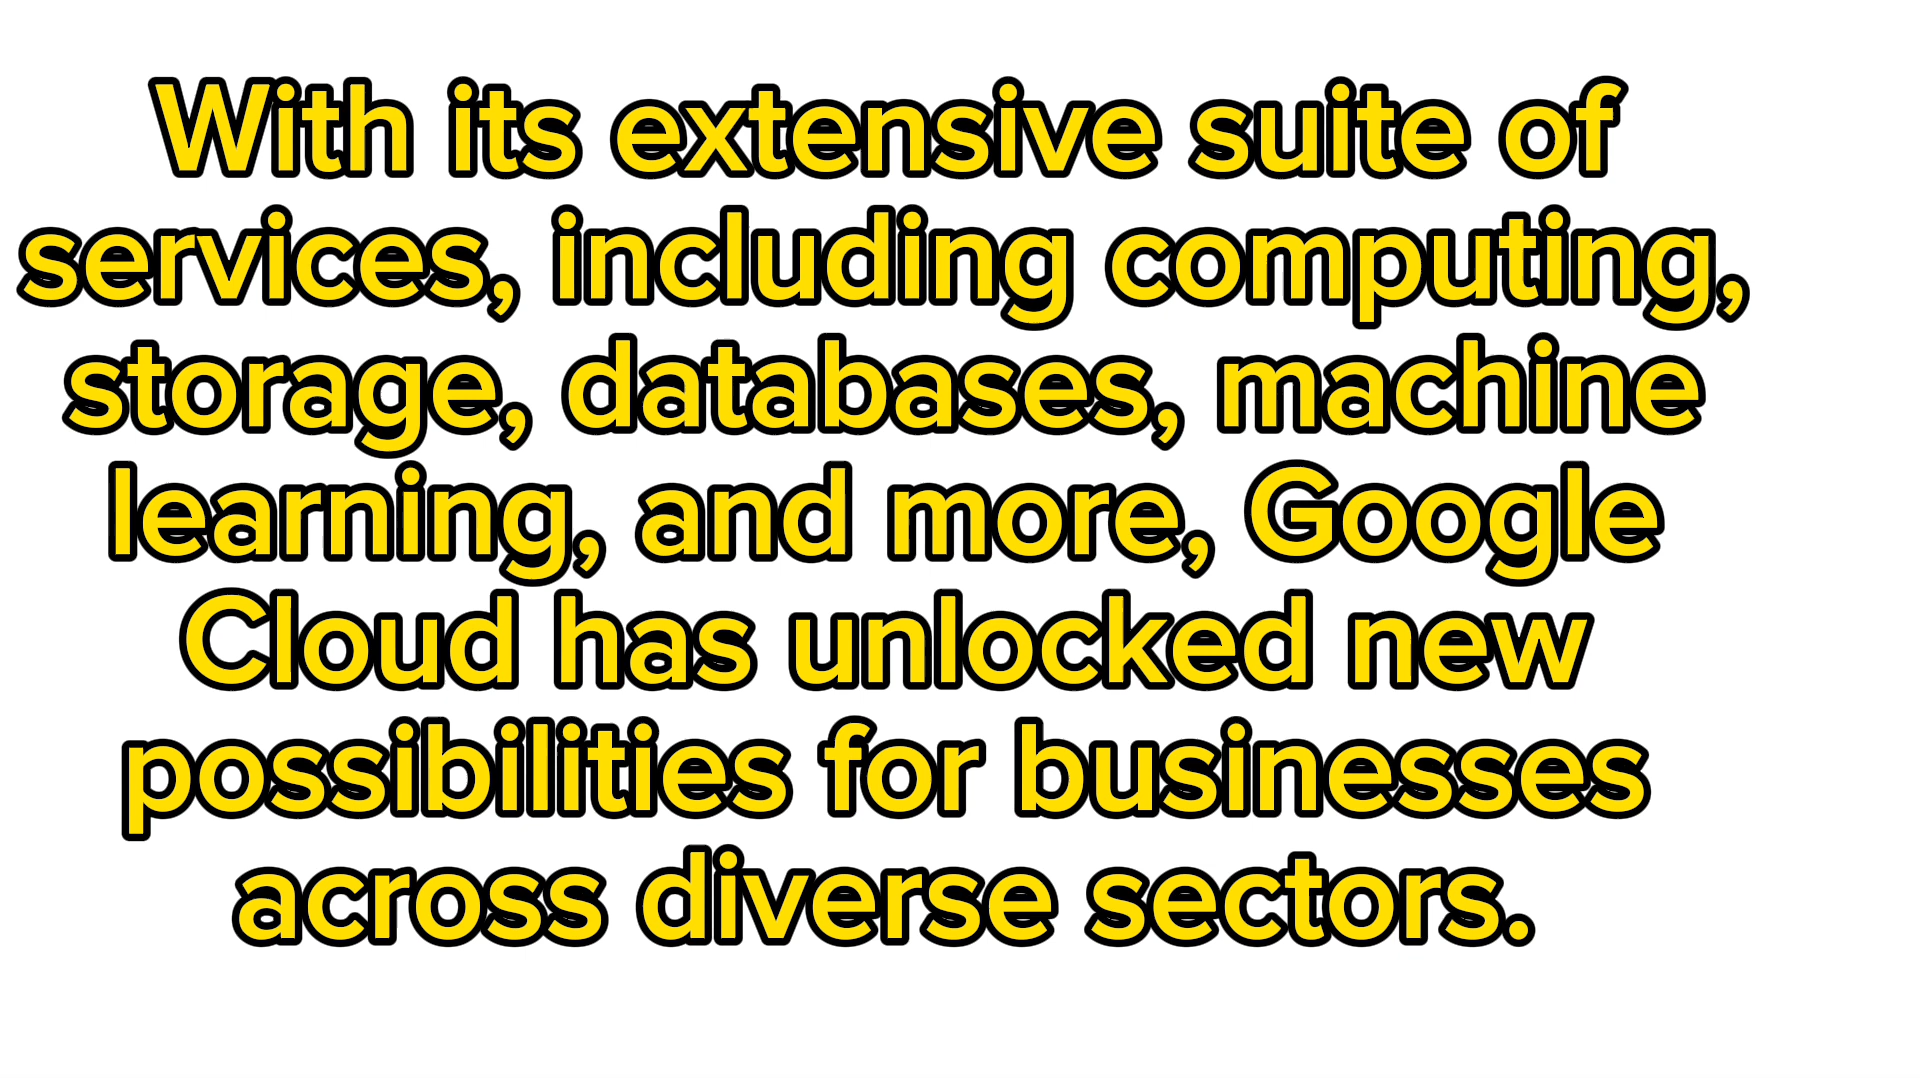 With its extensive suite of
services, including computing,
storage, databases, machine
learning, and more, Google
Cloud has unlocked new
possibilities for businesses
across diverse sectors.